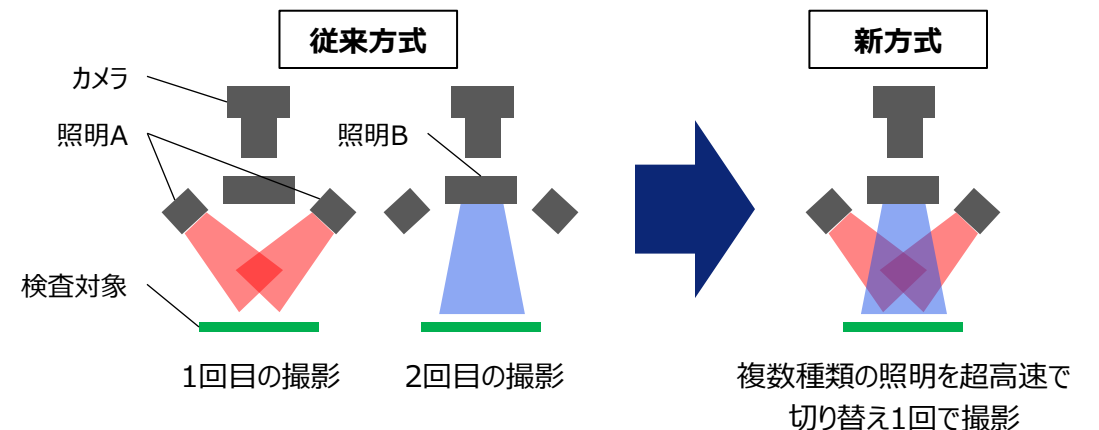 従来方式
新方式
カメラ
照明A
照明B
検査対象
1回目の撮影
2回目の撮影
複数種類の照明を超高速で
切り替え1回で撮影